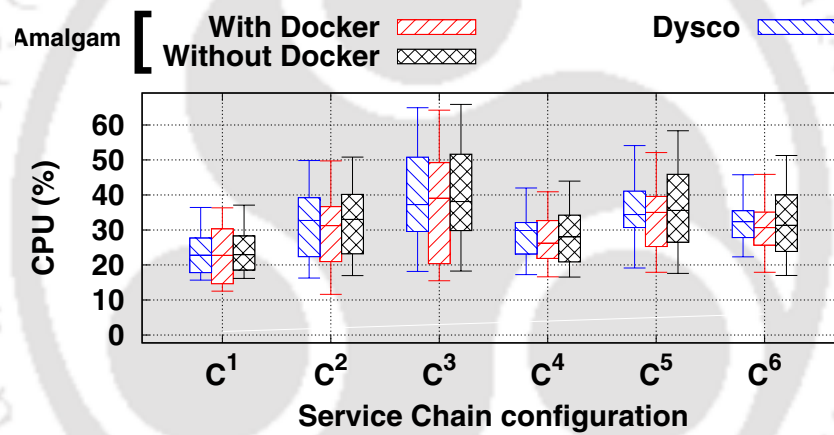 Amalgam [ With Docker Dysco
Without Docker
CPU (%)
60
50
40
30
20
10
0
C¹ C² C³ C⁴ C⁵ C⁶
Service Chain configuration